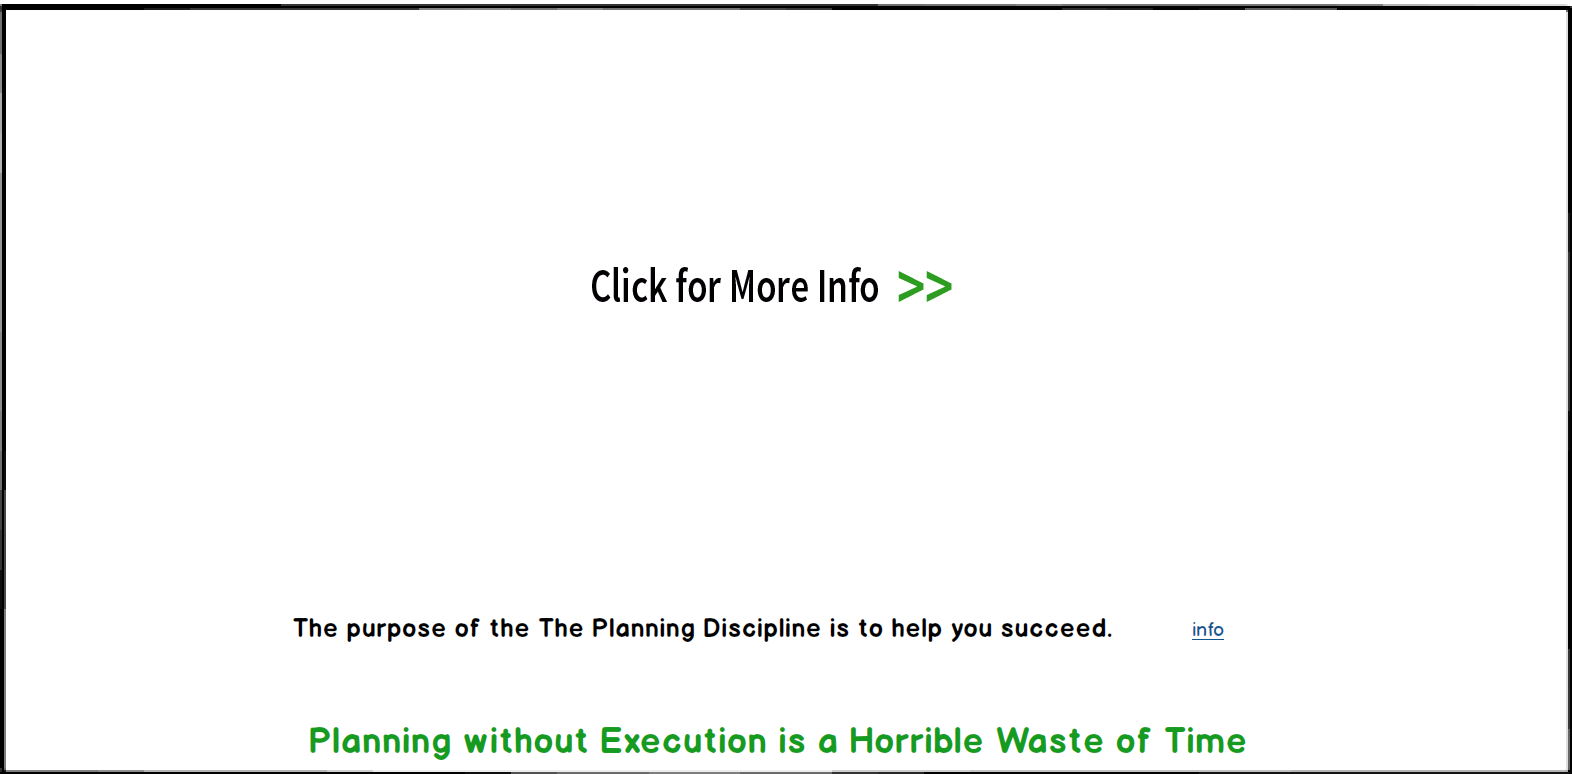 Click for More Info >>
The purpose of the The Planning Discipline is to help you succeed. info
Planning without Execution is a Horrible Waste of Time